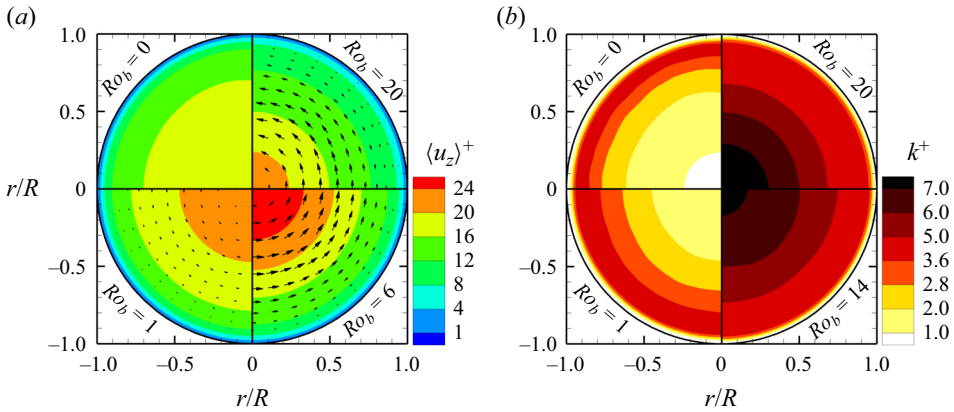 (a)
1.0
0.5
0
−0.5
−1.0
r/R
−1.0
−0.5
0
0.5
1.0
r/R
Ro_b = 0
Ro_b = 20
Ro_b = 1
Ro_b = 6
⟨u_z⟩^+
24
20
16
12
8
4
1
(b)
1.0
0.5
0
−0.5
−1.0
r/R
−1.0
−0.5
0
0.5
1.0
r/R
Ro_b = 0
Ro_b = 20
Ro_b = 1
Ro_b = 14
k^+
7.0
6.0
5.0
3.6
2.8
2.0
1.0